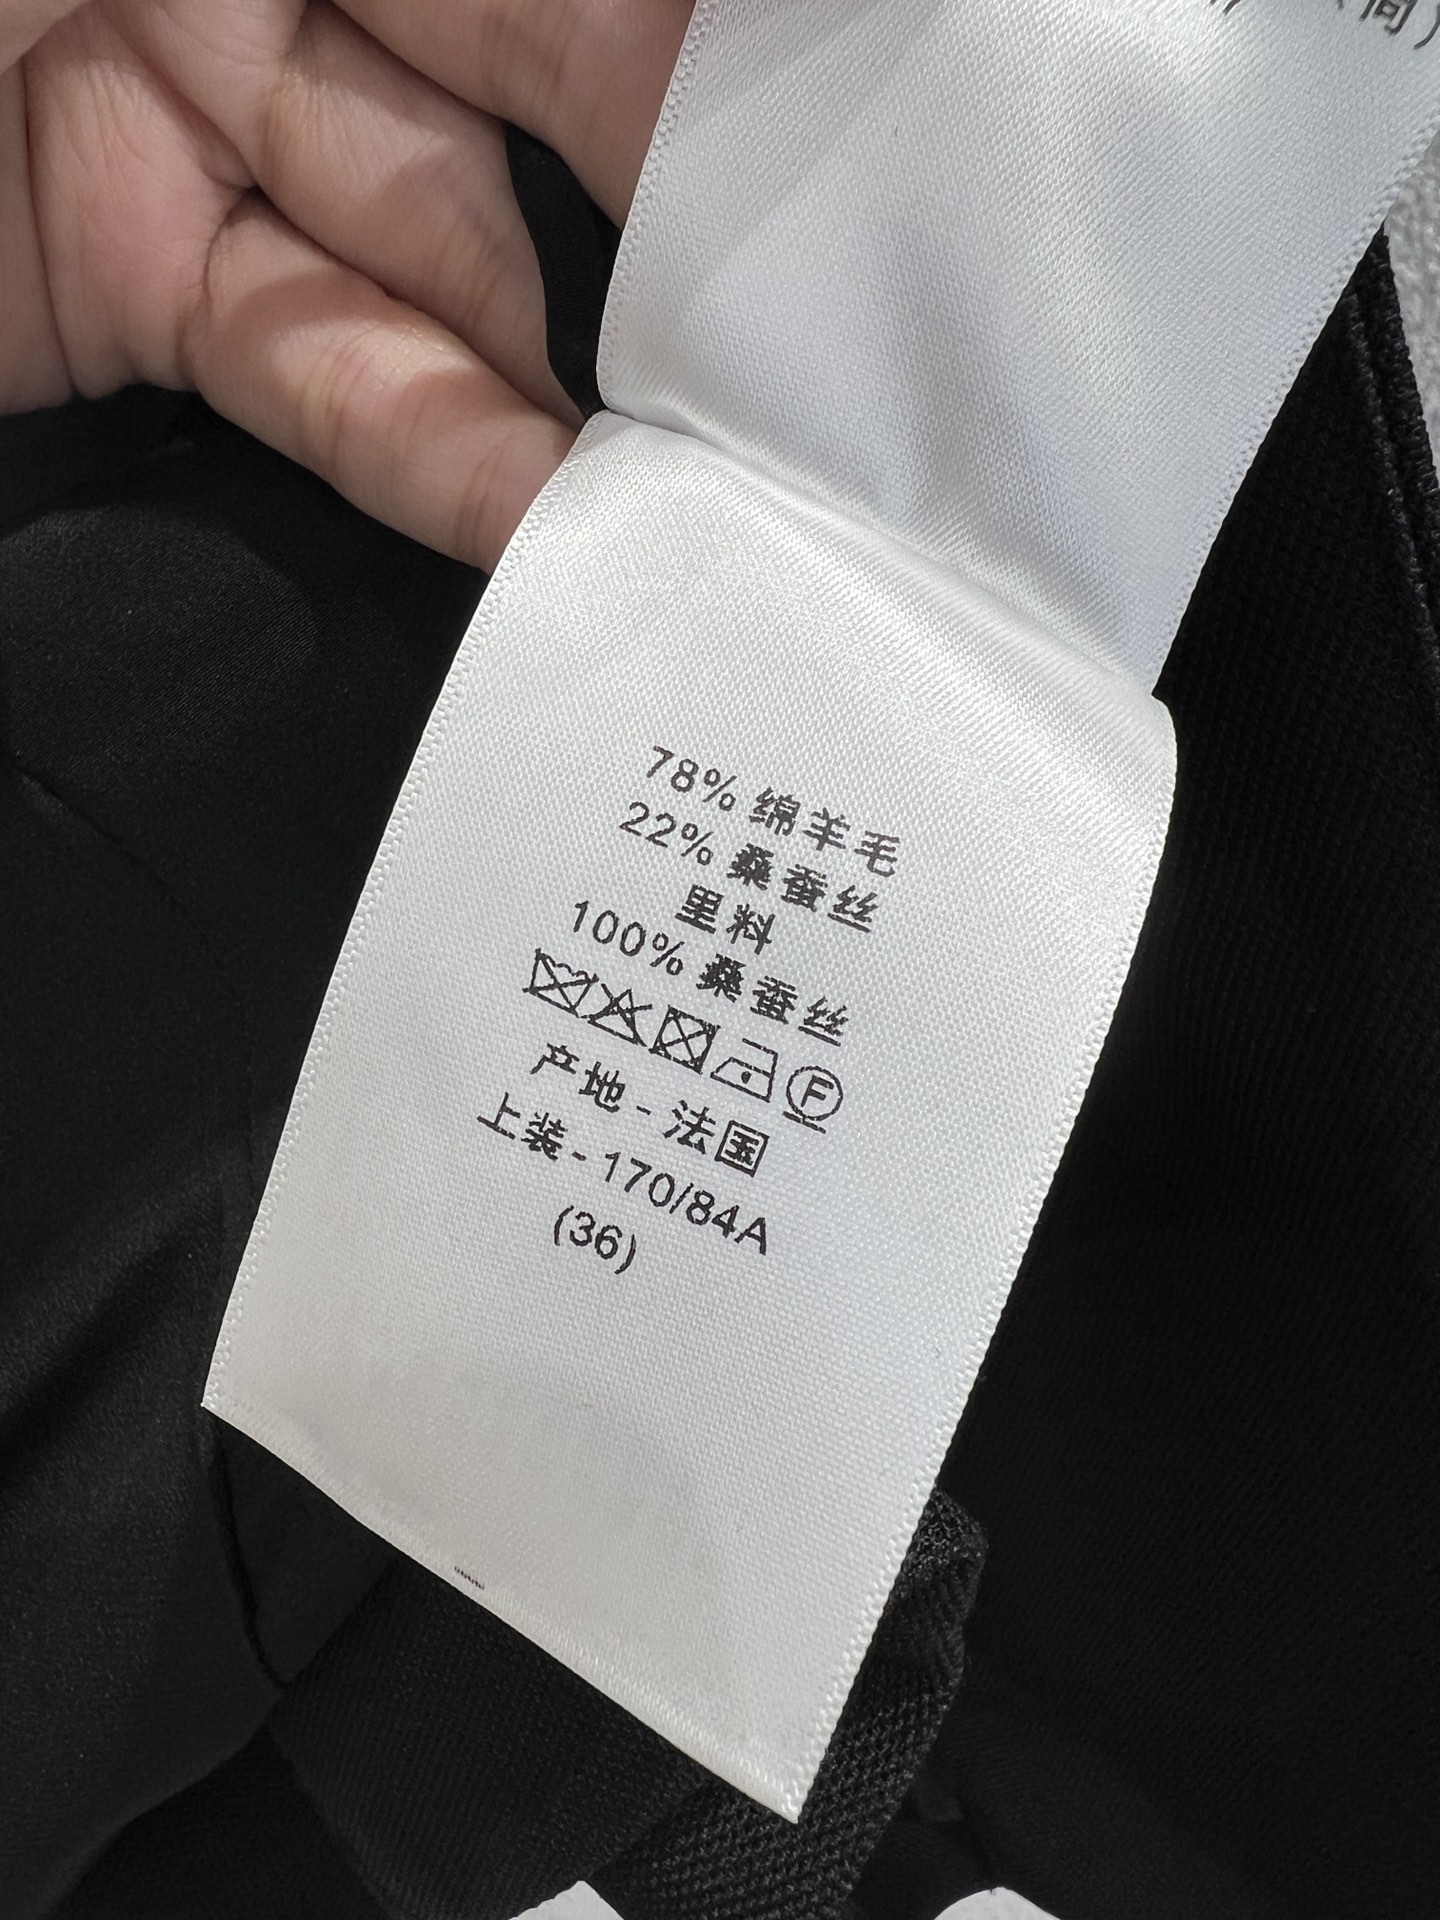 (简)
78% 绵羊毛
22% 桑蚕丝
里料
100% 桑蚕丝
F
产地 - 法国
上装 - 170/84A
(36)